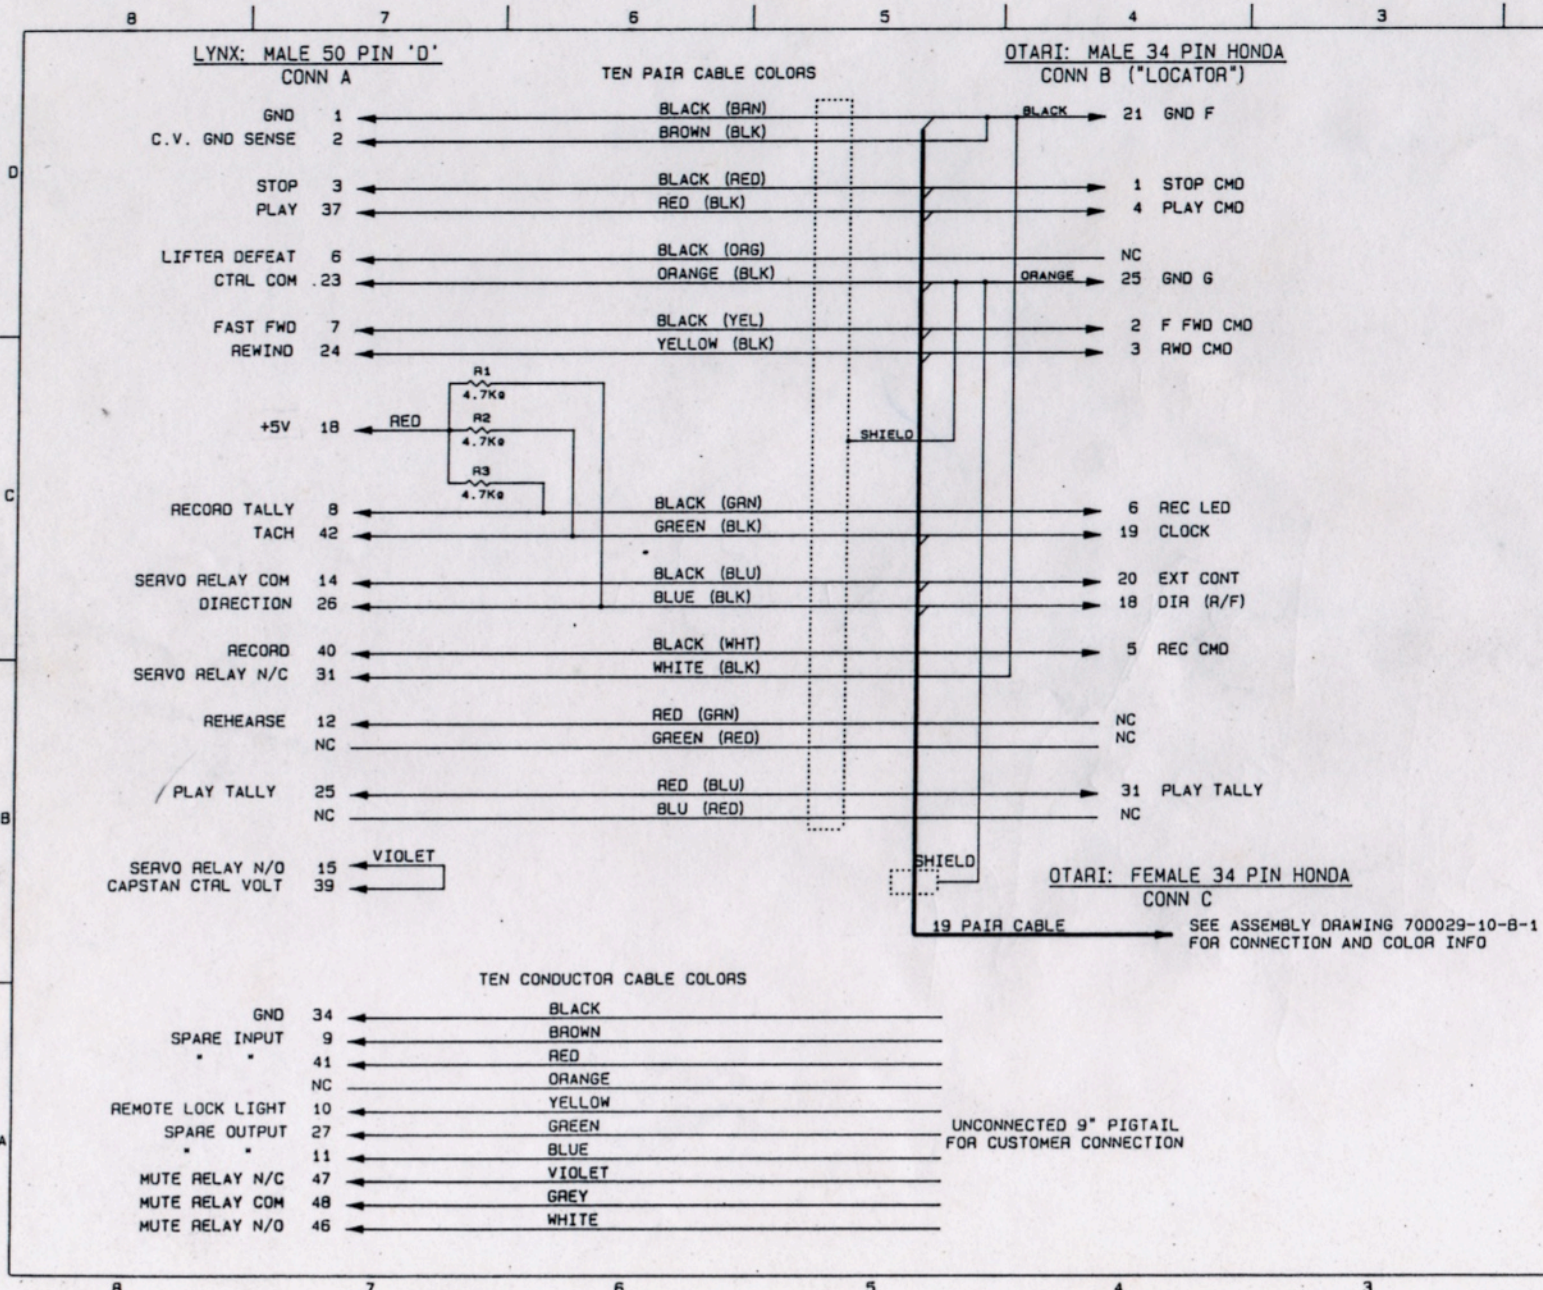 8 7 6 5 4 3
LYNX: MALE 50 PIN 'D'
CONN A
TEN PAIR CABLE COLORS
OTARI: MALE 34 PIN HONDA
CONN B ("LOCATOR")
GND 1 BLACK (BRN) BLACK 21 GND F
C.V. GND SENSE 2 BROWN (BLK)
D
STOP 3 BLACK (RED) 1 STOP CMD
PLAY 37 RED (BLK) 4 PLAY CMD
LIFTER DEFEAT 6 BLACK (ORG) NC
CTRL COM 23 ORANGE (BLK) ORANGE 25 GND G
FAST FWD 7 BLACK (YEL) 2 F FWD CMD
REWIND 24 YELLOW (BLK) 3 RWD CMD
R1
4.7KΩ
+5V 18 RED R2
4.7KΩ
SHIELD
R3
4.7KΩ
C
RECORD TALLY 8 BLACK (GRN) 6 REC LED
TACH 42 GREEN (BLK) 19 CLOCK
SERVO RELAY COM 14 BLACK (BLU) 20 EXT CONT
DIRECTION 26 BLUE (BLK) 18 DIR (R/F)
RECORD 40 BLACK (WHT) 5 REC CMD
SERVO RELAY N/C 31 WHITE (BLK)
REHEARSE 12 RED (GRN) NC
NC GREEN (RED) NC
PLAY TALLY 25 RED (BLU) 31 PLAY TALLY
B
NC BLU (RED) NC
SERVO RELAY N/O 15 VIOLET
CAPSTAN CTRL VOLT 39
SHIELD
OTARI: FEMALE 34 PIN HONDA
CONN C
19 PAIR CABLE
SEE ASSEMBLY DRAWING 700029-10-B-1
FOR CONNECTION AND COLOR INFO
TEN CONDUCTOR CABLE COLORS
GND 34 BLACK
SPARE INPUT 9 BROWN
" " 41 RED
NC ORANGE
REMOTE LOCK LIGHT 10 YELLOW
SPARE OUTPUT 27 GREEN
" " 11 BLUE
MUTE RELAY N/C 47 VIOLET
MUTE RELAY COM 48 GREY
MUTE RELAY N/O 46 WHITE
A
UNCONNECTED 9" PIGTAIL
FOR CUSTOMER CONNECTION
8 7 6 5 4 3